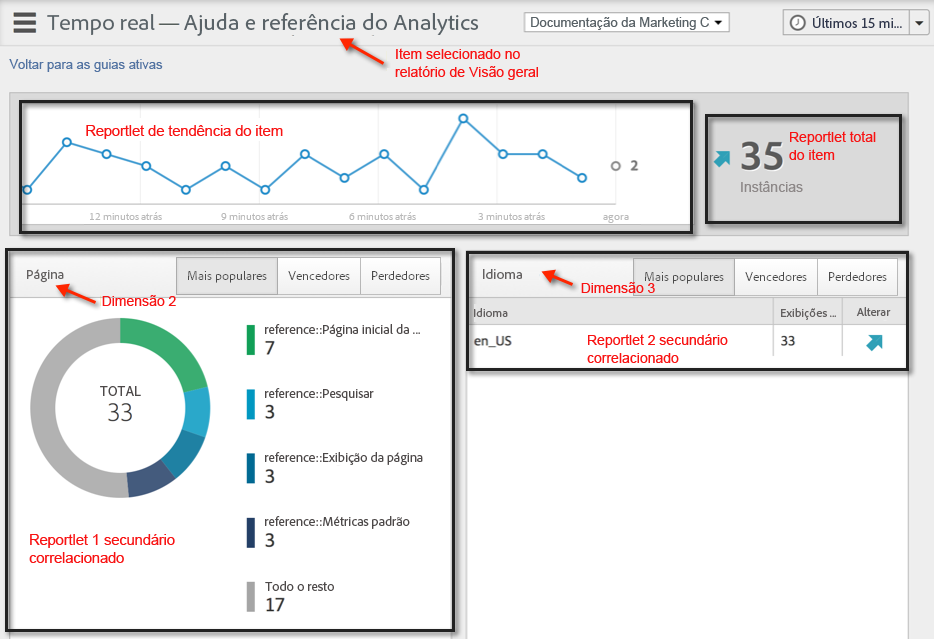 Tempo real — Ajuda e referência do Analytics
Documentação da Marketing C
Últimos 15 mi...
Item selecionado no
relatório de Visão geral
Voltar para as guias ativas
Reportlet de tendência do item
2
12 minutos atrás
9 minutos atrás
6 minutos atrás
3 minutos atrás
agora
35
Instâncias
Reportlet total
do item
Página
Mais populares
Vencedores
Perdedores
Dimensão 2
TOTAL
33
reference::Página inicial da ...
7
reference::Pesquisar
3
reference::Exibição da página
3
reference::Métricas padrão
3
Todo o resto
17
Reportlet 1 secundário
correlacionado
Idioma
Mais populares
Vencedores
Perdedores
Dimensão 3
Idioma
Exibições ...
Alterar
en_US
33
Reportlet 2 secundário
correlacionado